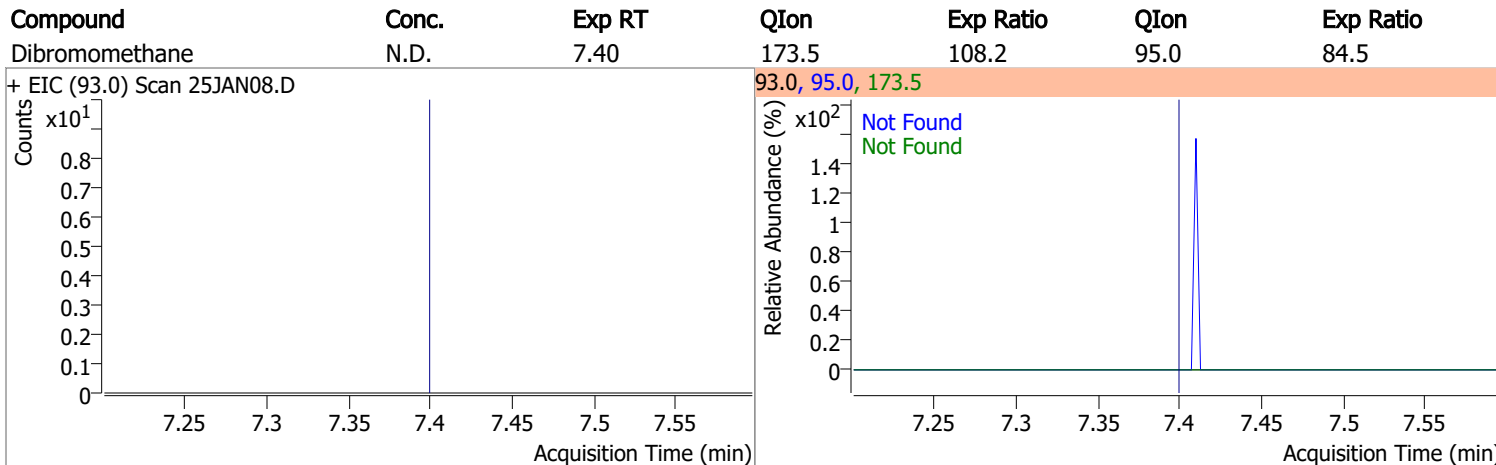 Compound Conc. Exp RT QIon Exp Ratio QIon Exp Ratio
Dibromomethane N.D. 7.40 173.5 108.2 95.0 84.5
+ EIC (93.0) Scan 25JAN08.D
Counts
x10¹
0.8
0.7
0.6
0.5
0.4
0.3
0.2
0.1
0
7.25 7.3 7.35 7.4 7.45 7.5 7.55
Acquisition Time (min)
93.0, 95.0, 173.5
Relative Abundance (%)
x10²
Not Found
Not Found
1.4
1.2
1
0.8
0.6
0.4
0.2
0
7.25 7.3 7.35 7.4 7.45 7.5 7.55
Acquisition Time (min)